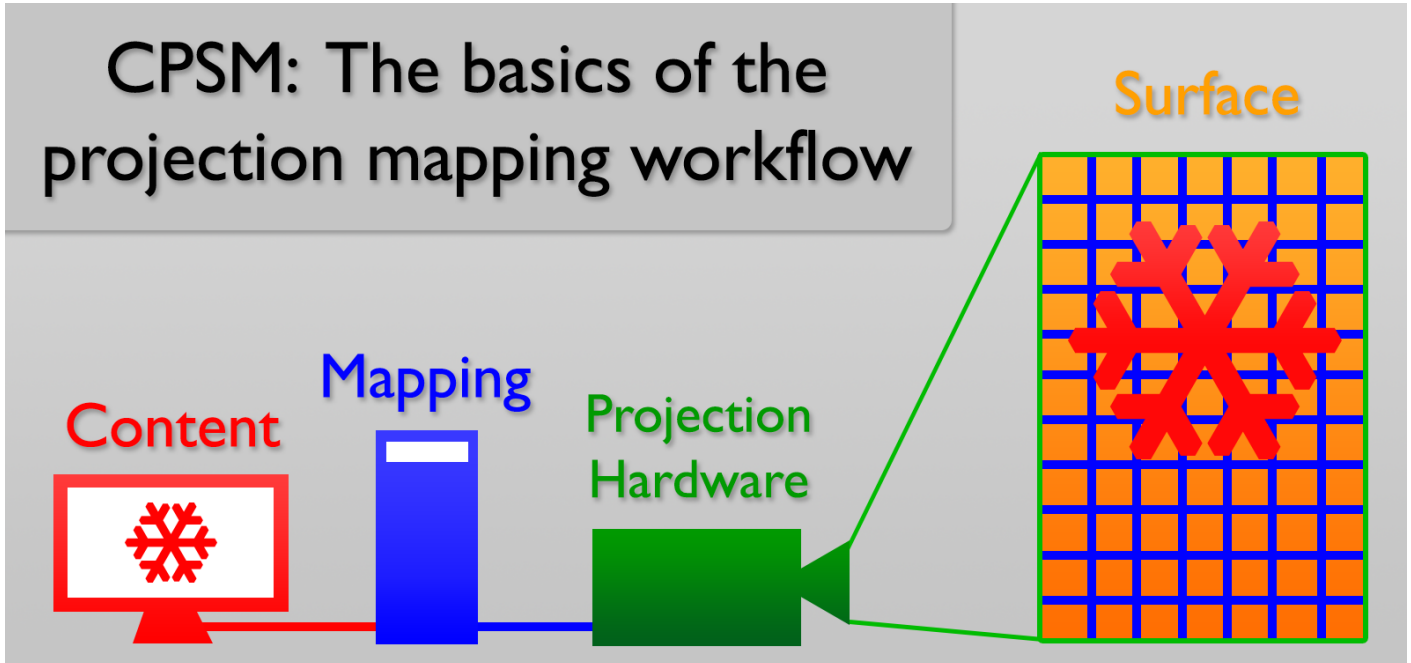 CPSM: The basics of the
projection mapping workflow
Surface
Mapping
Content
Projection
Hardware